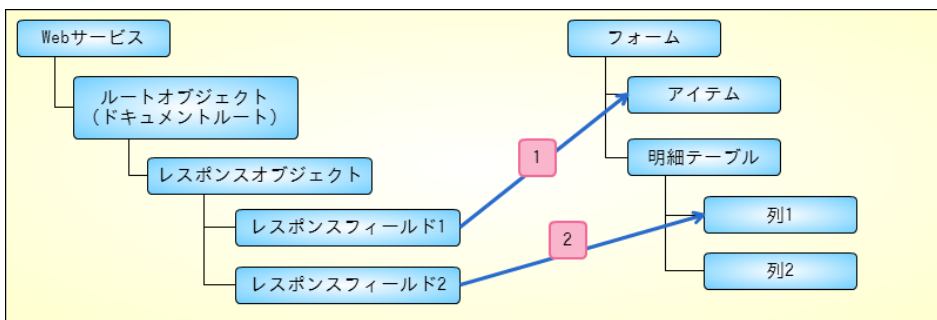 Webサービス
ルートオブジェクト
(ドキュメントルート)
レスポンスオブジェクト
レスポンスフィールド1
レスポンスフィールド2
1
2
フォーム
アイテム
明細テーブル
列1
列2